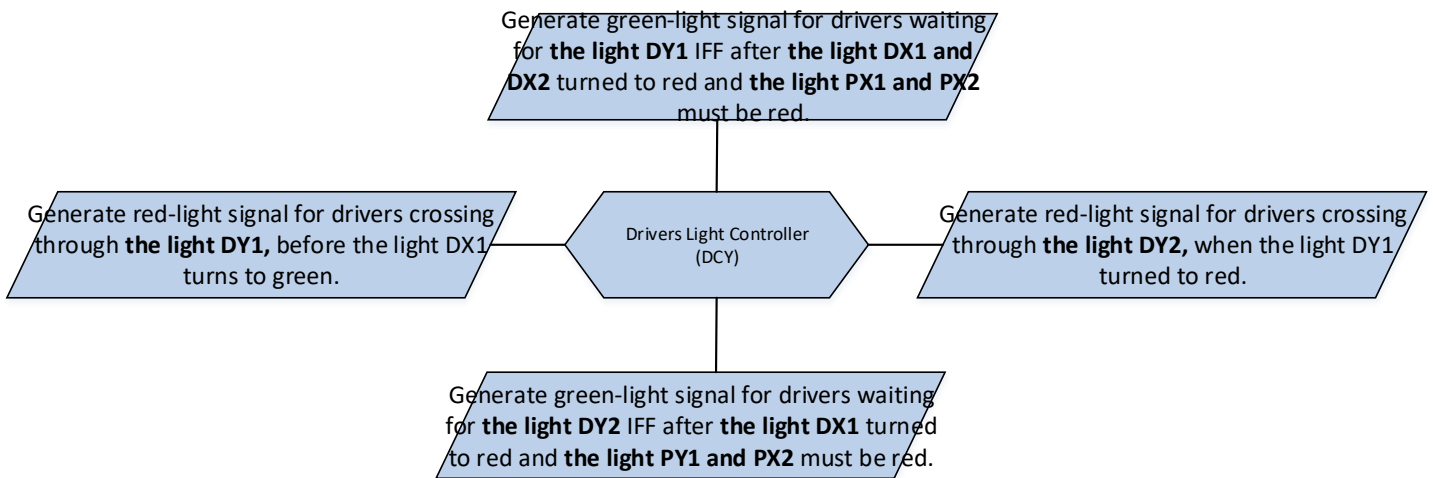 Generate green-light signal for drivers waiting
for the light DY1 IFF after the light DX1 and
DX2 turned to red and the light PX1 and PX2
must be red.
Generate red-light signal for drivers crossing
through the light DY1, before the light DX1
turns to green.
Drivers Light Controller
(DCY)
Generate red-light signal for drivers crossing
through the light DY2, when the light DY1
turned to red.
Generate green-light signal for drivers waiting
for the light DY2 IFF after the light DX1 turned
to red and the light PY1 and PX2 must be red.